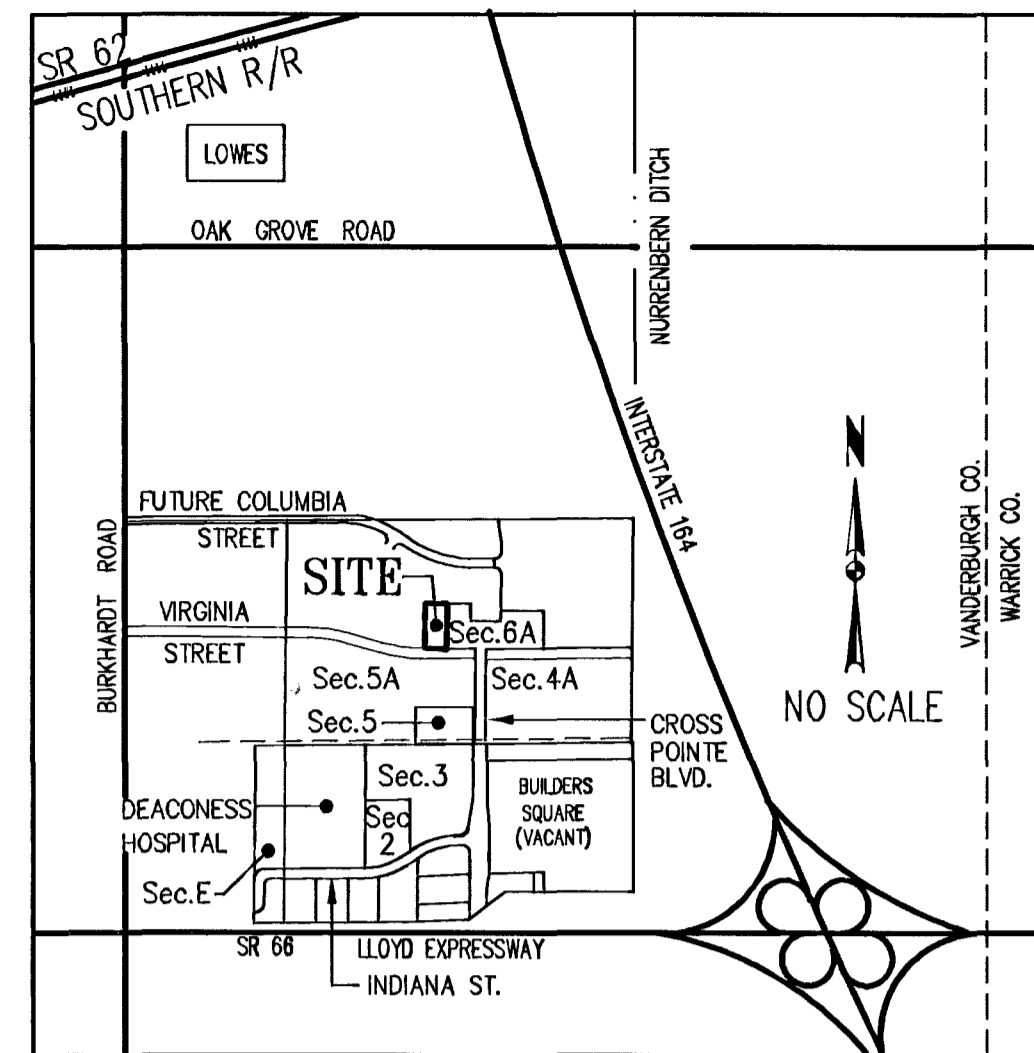 SR 62
SOUTHERN R/R
LOWES
OAK GROVE ROAD
NURRENBERN DITCH
INTERSTATE 164
N
NO SCALE
VANDERBURGH CO.
WARRICK CO.
BURKHARDT ROAD
FUTURE COLUMBIA
STREET
SITE
VIRGINIA
STREET
Sec.6A
Sec.5A
Sec.4A
Sec.5
CROSS
POINTE
BLVD.
Sec.3
BUILDERS
SQUARE
(VACANT)
DEACONESS
HOSPITAL
Sec
2
Sec.E
SR 66
LLOYD EXPRESSWAY
INDIANA ST.